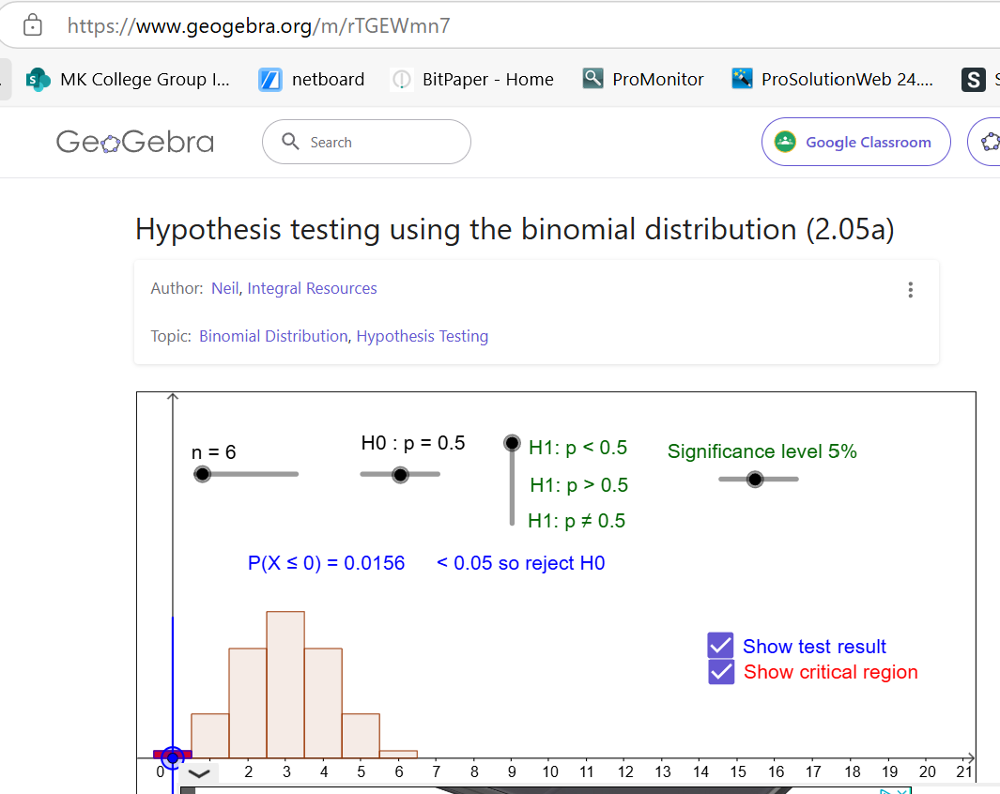 https://www.geogebra.org/m/rTGEWmn7
MK College Group I... netboard BitPaper - Home ProMonitor ProSolutionWeb 24.... S
GeoGebra Search Google Classroom
Hypothesis testing using the binomial distribution (2.05a)
Author: Neil, Integral Resources
Topic: Binomial Distribution, Hypothesis Testing
n = 6
H0 : p = 0.5
H1: p < 0.5
H1: p > 0.5
H1: p ≠ 0.5
Significance level 5%
P(X ≤ 0) = 0.0156 < 0.05 so reject H0
Show test result
Show critical region
0 2 3 4 5 6 7 8 9 10 11 12 13 14 15 16 17 18 19 20 21